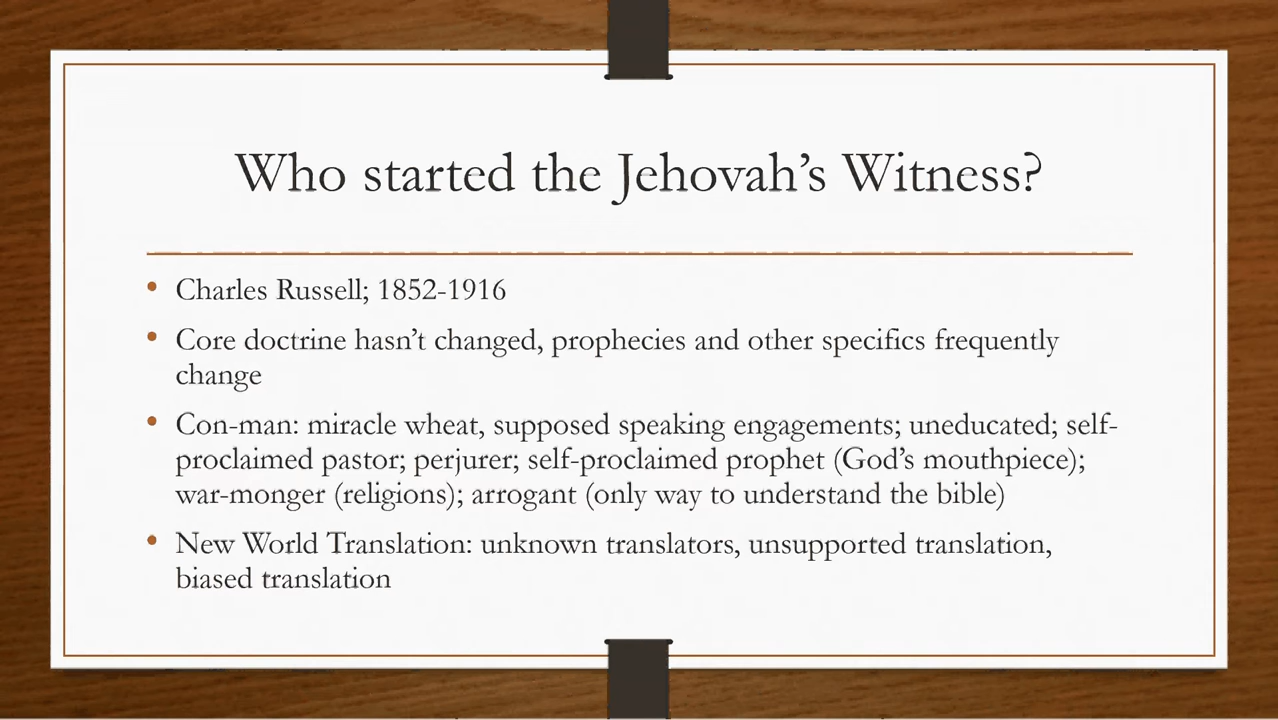 Who started the Jehovah’s Witness?
• Charles Russell; 1852-1916
• Core doctrine hasn’t changed, prophecies and other specifics frequently
change
• Con-man: miracle wheat, supposed speaking engagements; uneducated; self-
proclaimed pastor; perjurer; self-proclaimed prophet (God’s mouthpiece);
war-monger (religions); arrogant (only way to understand the bible)
• New World Translation: unknown translators, unsupported translation,
biased translation